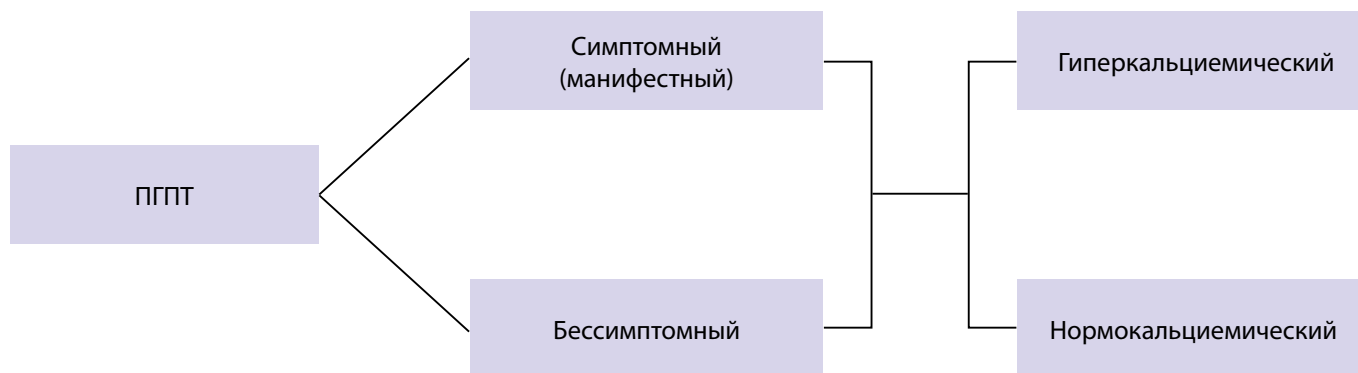 Симптомный
(манифестный)
Гиперкальциемический
ПГПТ
Бессимптомный
Нормокальциемический